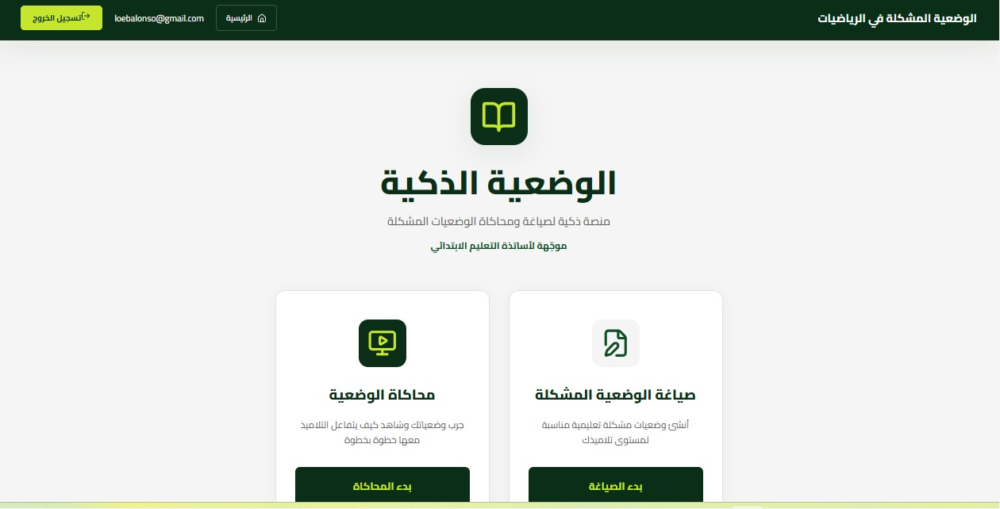 الوضعية المشكلة في الرياضيات
الرئيسية
loebalonso@gmail.com
تسجيل الخروج
الوضعية الذكية
منصة ذكية لصياغة ومحاكاة الوضعيات المشكلة
موجّهة لأساتذة التعليم الابتدائي
صياغة الوضعية المشكلة
أنشئ وضعيات مشكلة تعليمية مناسبة
لمستوى تلاميذك
بدء الصياغة
محاكاة الوضعية
جرب وضعياتك وشاهد كيف يتفاعل التلاميذ
معها خطوة بخطوة
بدء المحاكاة